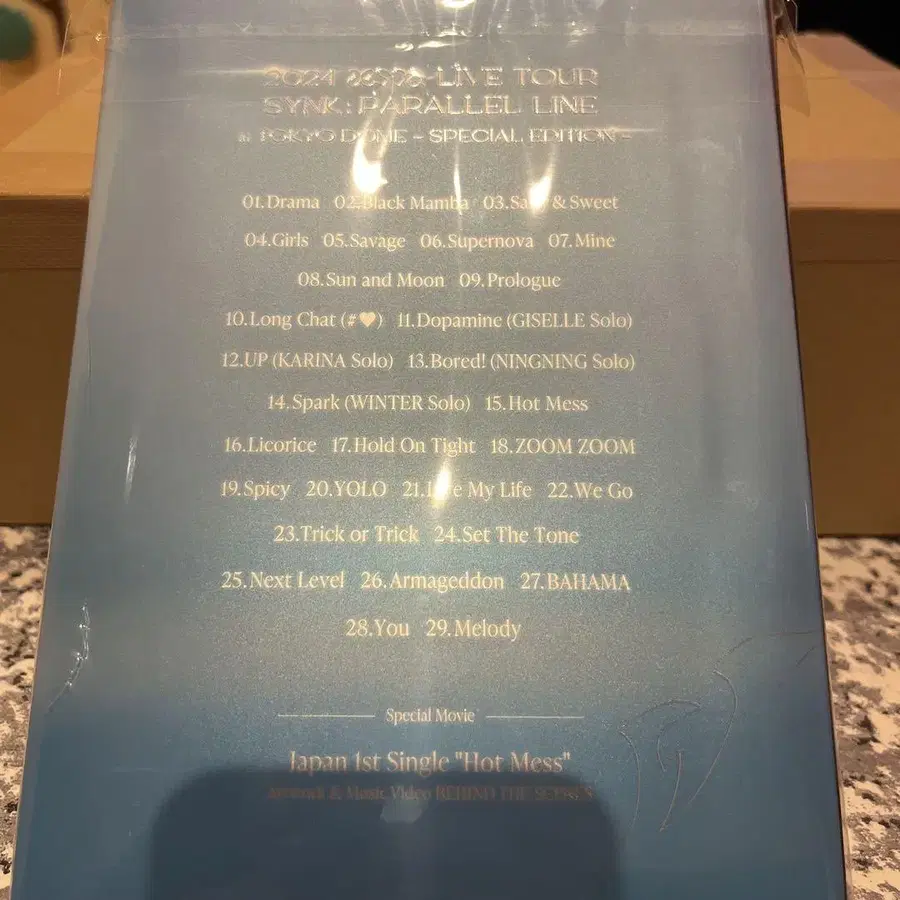 2024 aespa LIVE TOUR
SYNK : PARALLEL LINE
in TOKYO DOME - SPECIAL EDITION -
01.Drama 02.Black Mamba 03.Salty & Sweet
04.Girls 05.Savage 06.Supernova 07.Mine
08.Sun and Moon 09.Prologue
10.Long Chat (#♥) 11.Dopamine (GISELLE Solo)
12.UP (KARINA Solo) 13.Bored! (NINGNING Solo)
14.Spark (WINTER Solo) 15.Hot Mess
16.Licorice 17.Hold On Tight 18.ZOOM ZOOM
19.Spicy 20.YOLO 21.Live My Life 22.We Go
23.Trick or Trick 24.Set The Tone
25.Next Level 26.Armageddon 27.BAHAMA
28.You 29.Melody
Special Movie
Japan 1st Single "Hot Mess"
& Music Video BEHIND THE SCENES